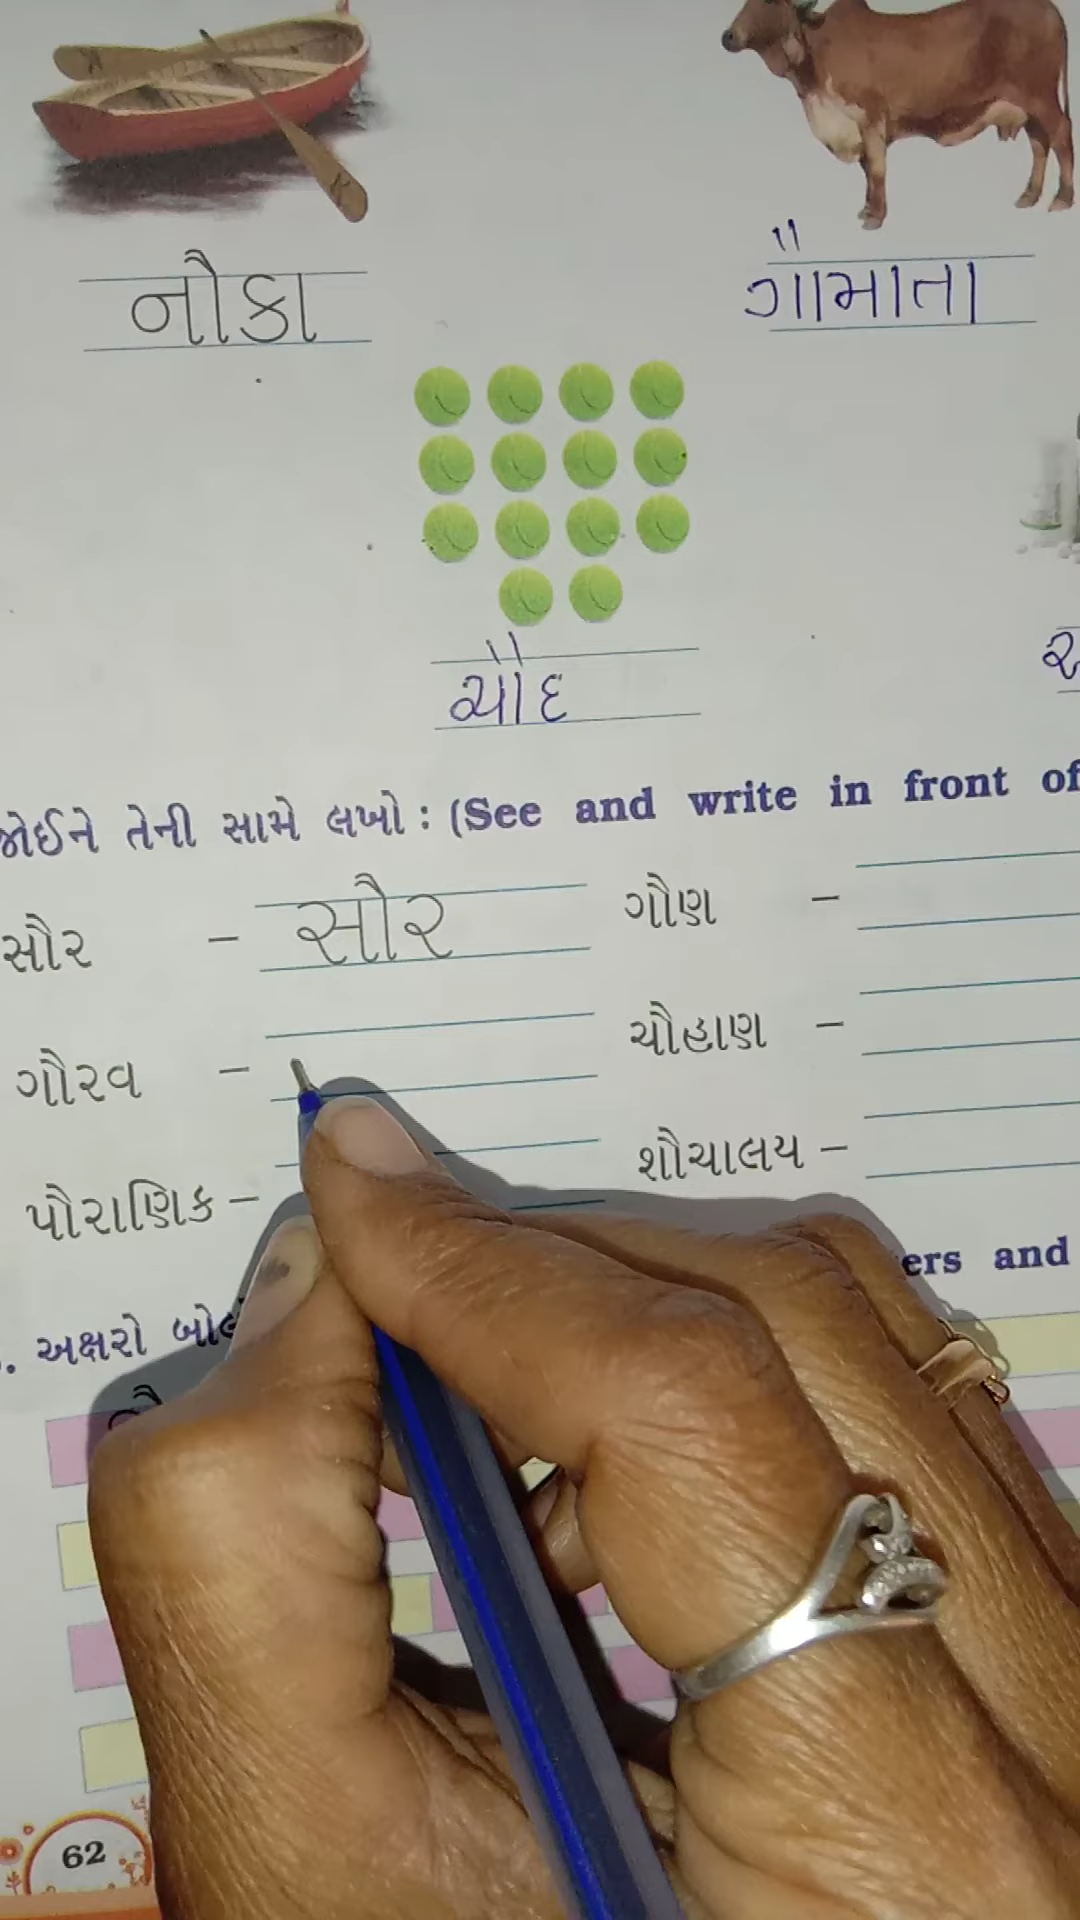 નૌકા
ગૌમાતા
ચૌદ
જોઈને તેની સામે લખો : (See and write in front of
સૌર - સૌર
ગૌણ -
ગૌરવ -
ચૌહાણ -
પૌરાણિક -
શૌચાલય -
. અક્ષરો ers and
62